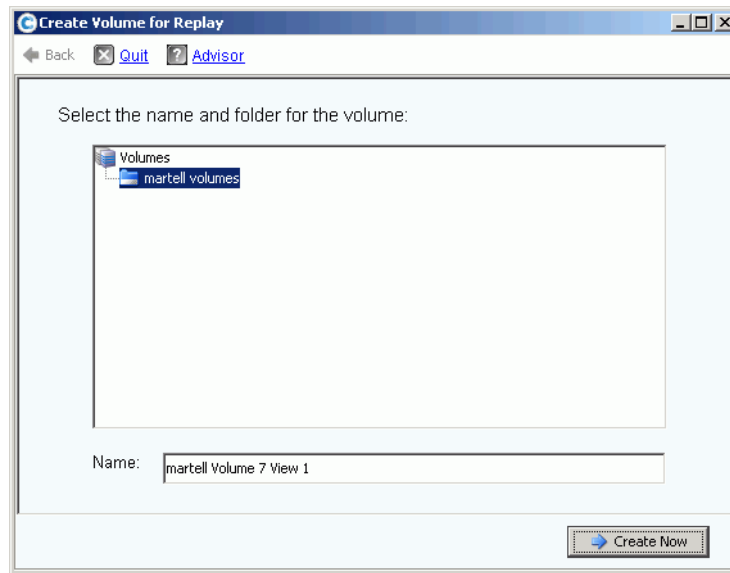 Create Volume for Replay
Back Quit ? Advisor
Select the name and folder for the volume:
Volumes
martell volumes
Name: martell Volume 7 View 1
Create Now